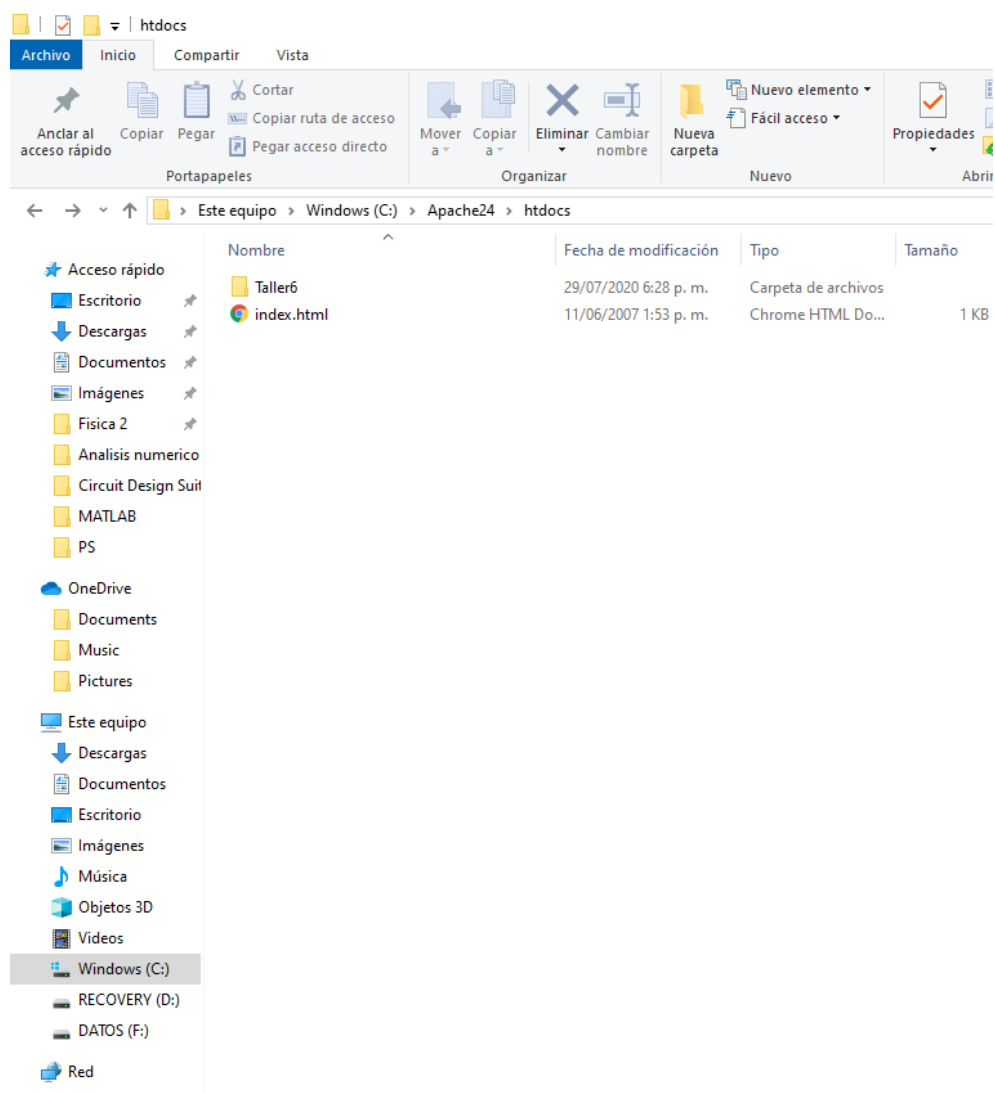 htdocs
Archivo Inicio Compartir Vista
Anclar al acceso rápido
Copiar
Pegar
Cortar
Copiar ruta de acceso
Pegar acceso directo
Portapapeles
Mover a
Copiar a
Eliminar
Cambiar nombre
Organizar
Nueva carpeta
Nuevo elemento
Fácil acceso
Nuevo
Propiedades
Este equipo > Windows (C:) > Apache24 > htdocs
Nombre Fecha de modificación Tipo Tamaño
Taller6 29/07/2020 6:28 p. m. Carpeta de archivos
index.html 11/06/2007 1:53 p. m. Chrome HTML Do... 1 KB
Acceso rápido
Escritorio
Descargas
Documentos
Imágenes
Fisica 2
Analisis numerico
Circuit Design Suit
MATLAB
PS
OneDrive
Documents
Music
Pictures
Este equipo
Descargas
Documentos
Escritorio
Imágenes
Música
Objetos 3D
Videos
Windows (C:)
RECOVERY (D:)
DATOS (F:)
Red